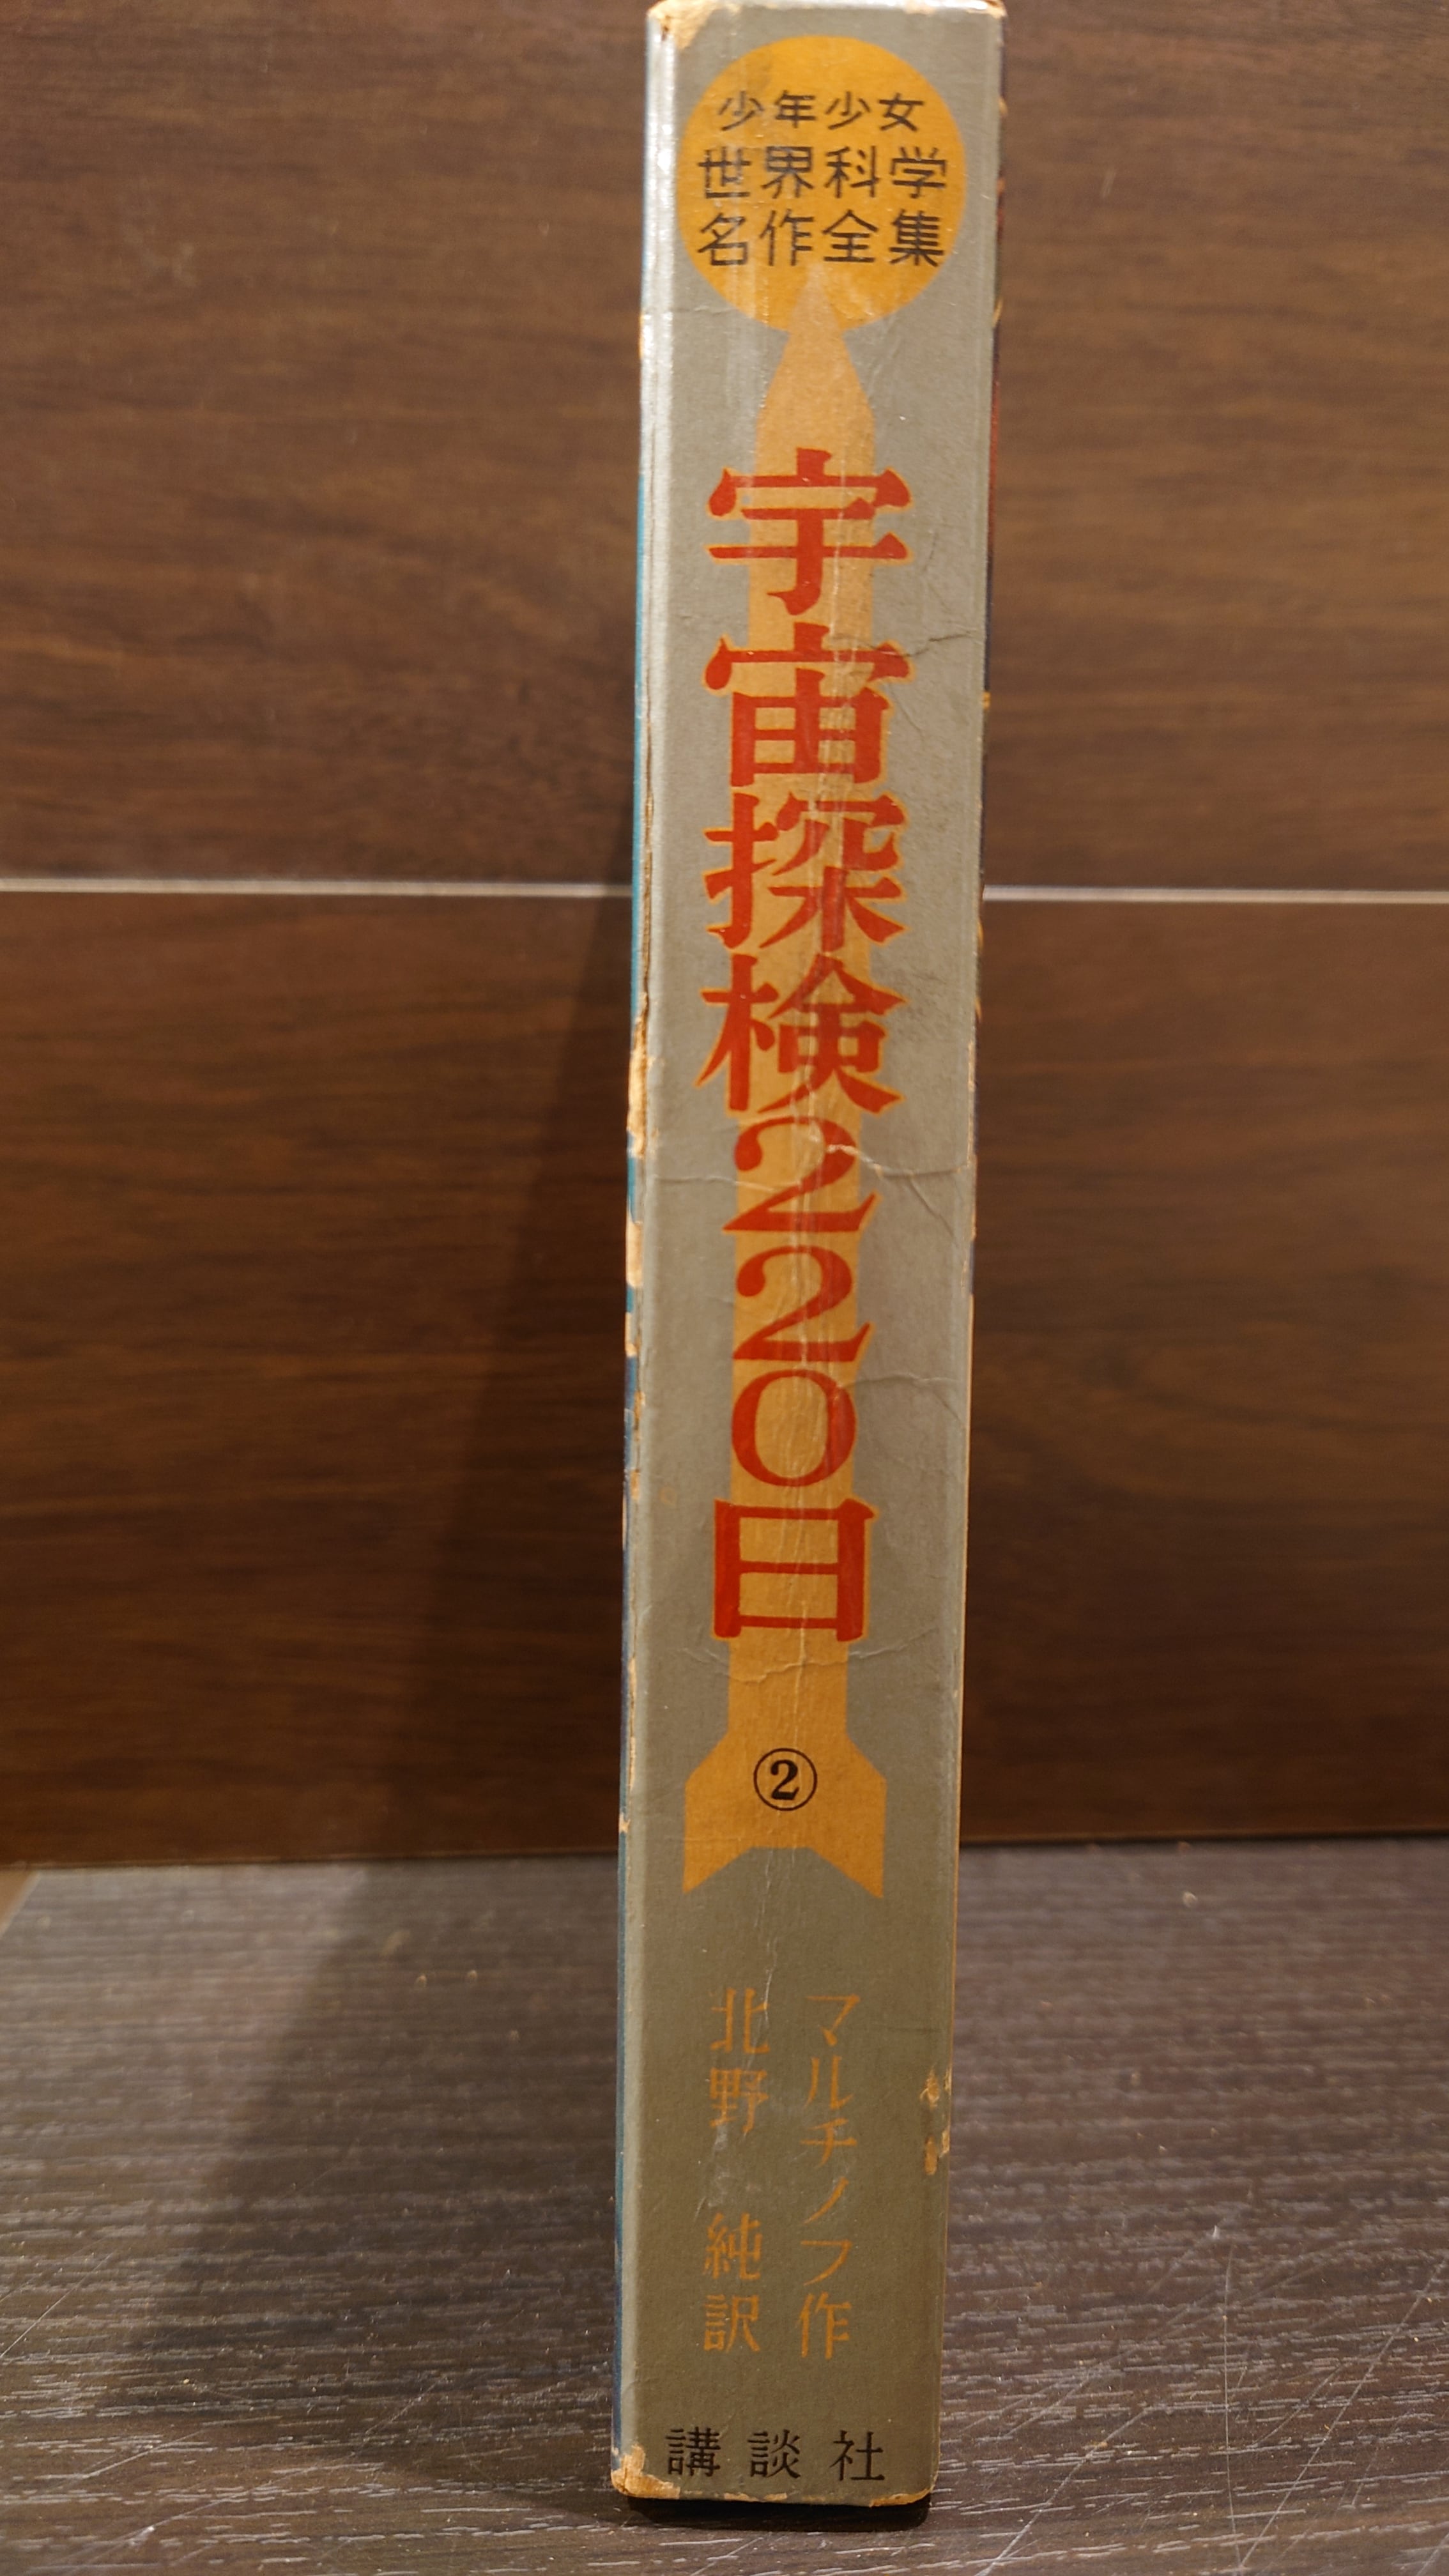 少年少女
世界科学
名作全集
宇宙探検220日
②
マルチノフ作
北野 純訳
講談社